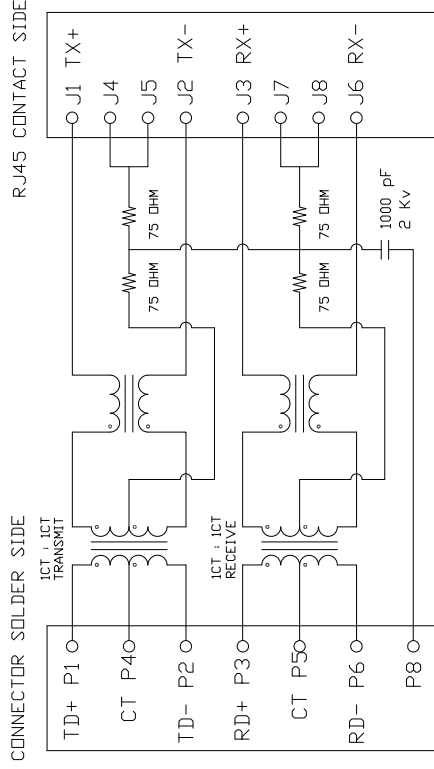 CONNECTOR SOLDER SIDE
RJ45 CONTACT SIDE
1CT : 1CT
TRANSMIT
TD+ P1
CT P4
TD- P2
RD+ P3
CT P5
RD- P6
P8
1CT : 1CT
RECEIVE
75 OHM
75 OHM
75 OHM
75 OHM
1000 pF
2 Kv
J1 TX+
J4
J5
J2 TX-
J3 RX+
J7
J8
J6 RX-